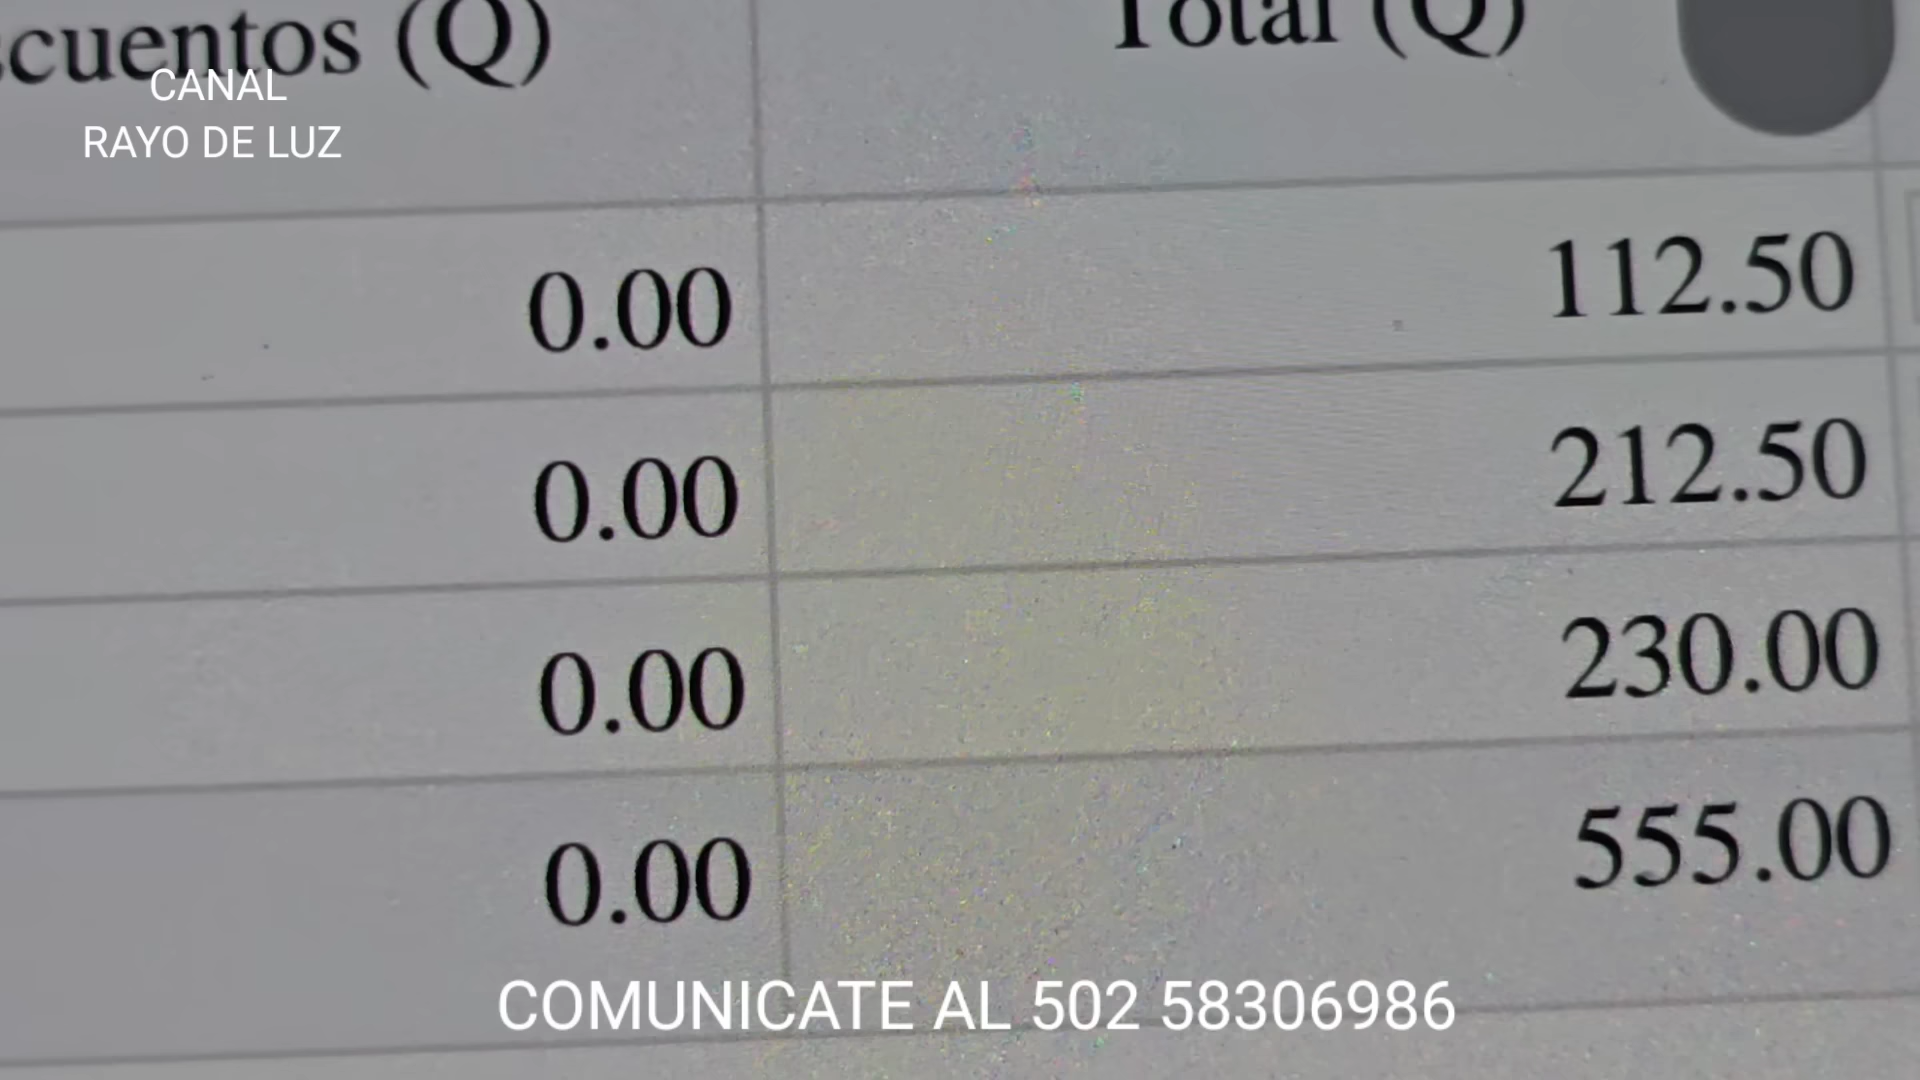 scuentos (Q) Total (Q)
CANAL
RAYO DE LUZ
0.00 112.50
0.00 212.50
0.00 230.00
0.00 555.00
COMUNICATE AL 502 58306986